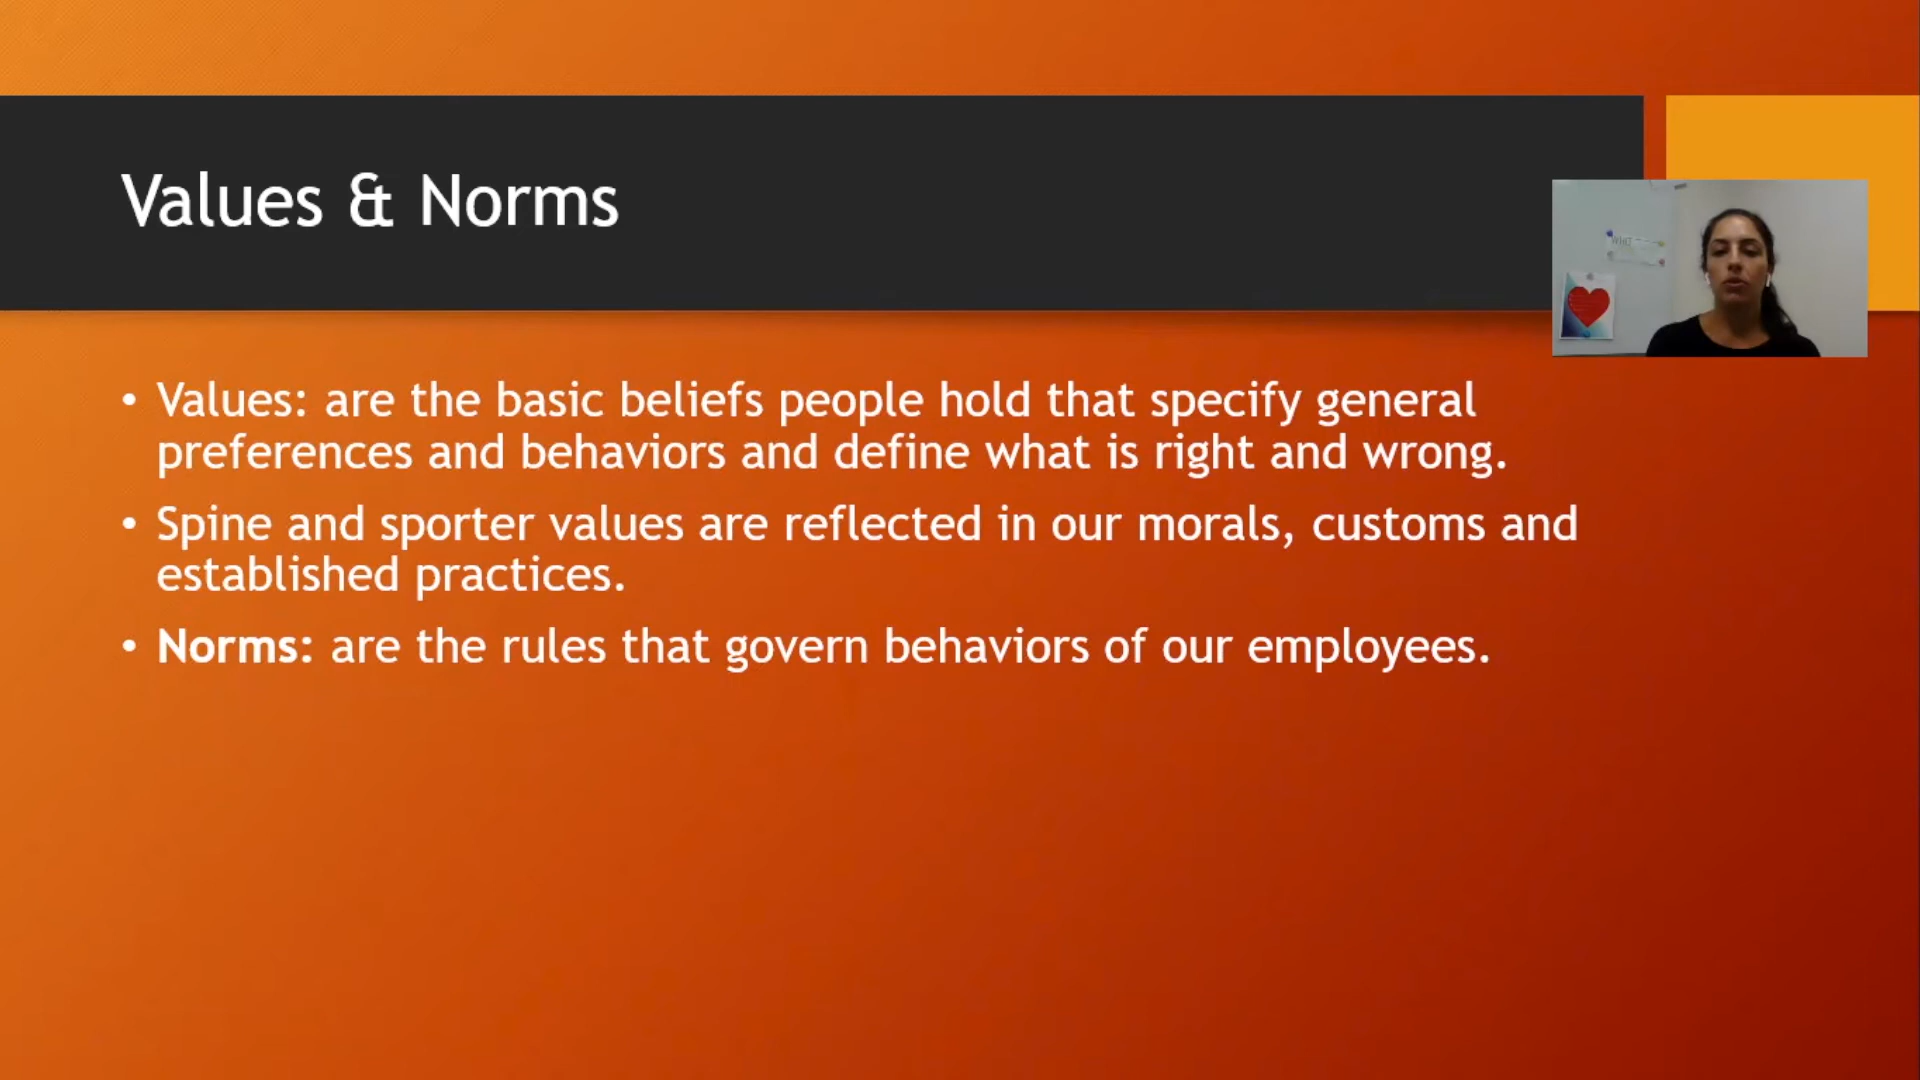 Values & Norms
WHAT
• Values: are the basic beliefs people hold that specify general
preferences and behaviors and define what is right and wrong.
• Spine and sporter values are reflected in our morals, customs and
established practices.
• Norms: are the rules that govern behaviors of our employees.